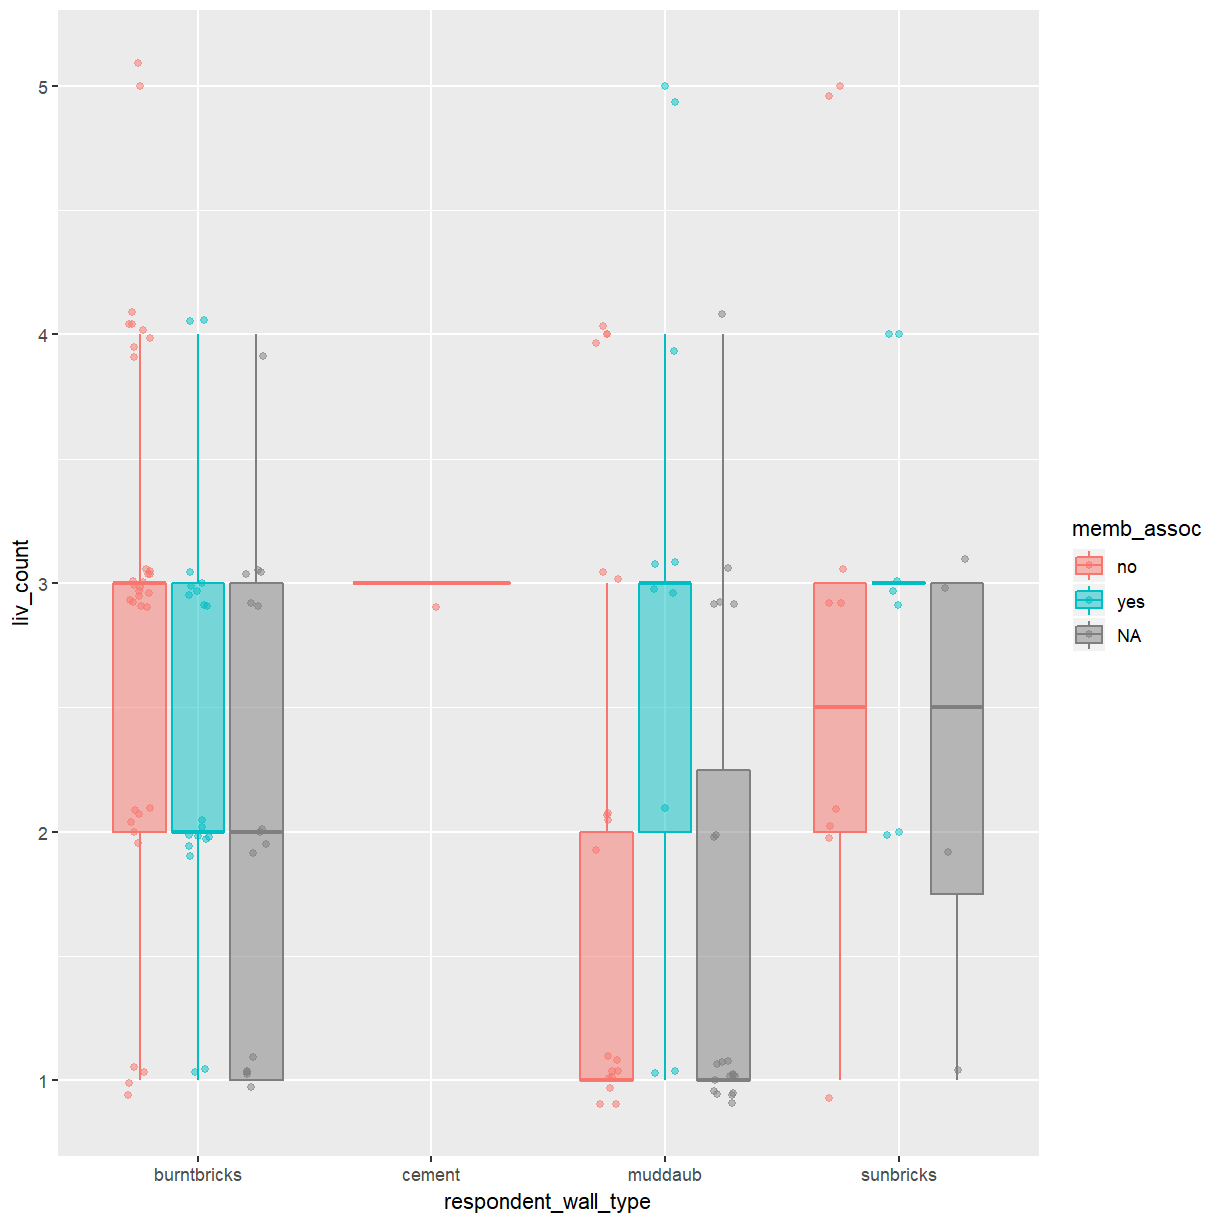 5
4
3
2
1
liv_count
burntbricks cement muddaub sunbricks
respondent_wall_type
memb_assoc
no
yes
NA